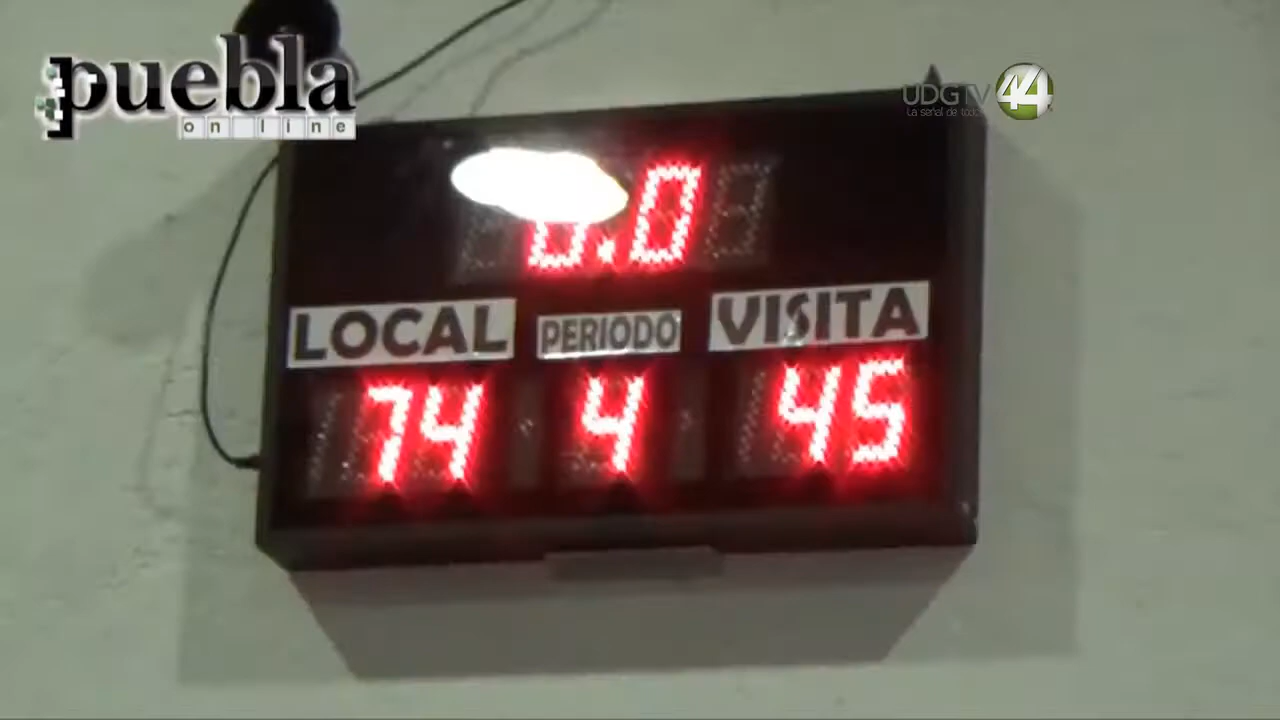 puebla
on line
UDGTV 44
La señal de todos
0.0
LOCAL PERIODO VISITA
74 4 45